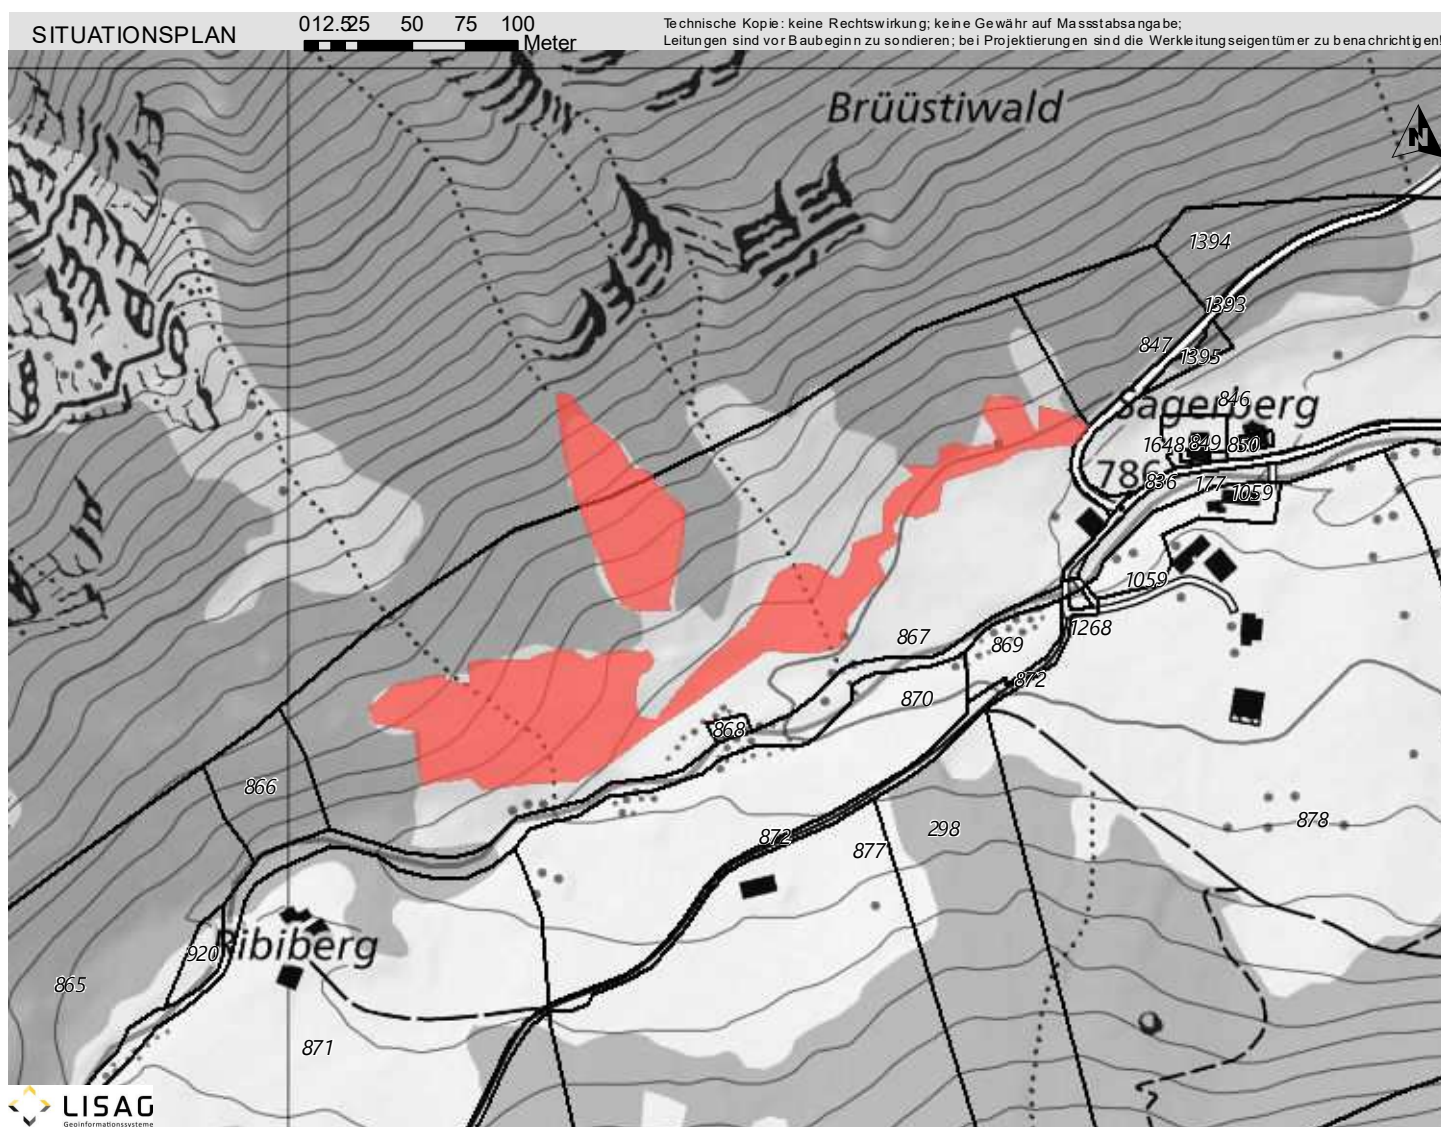 SITUATIONSPLAN
0 12.5 25 50 75 100
Meter
Technische Kopie: keine Rechtswirkung; keine Gewähr auf Massstabsangabe;
Leitungen sind vor Baubeginn zu sondieren; bei Projektierungen sind die Werkleitungseigentümer zu benachrichtigen!
Brüüstiwald
N
1394
1393
847
1395
846
Sagerberg
1648 849 850
786
836 177 1059
1059
1268
867
869
872
870
868
866
872
298
878
877
920
Ribiberg
865
871
LISAG
Geoinformationssysteme